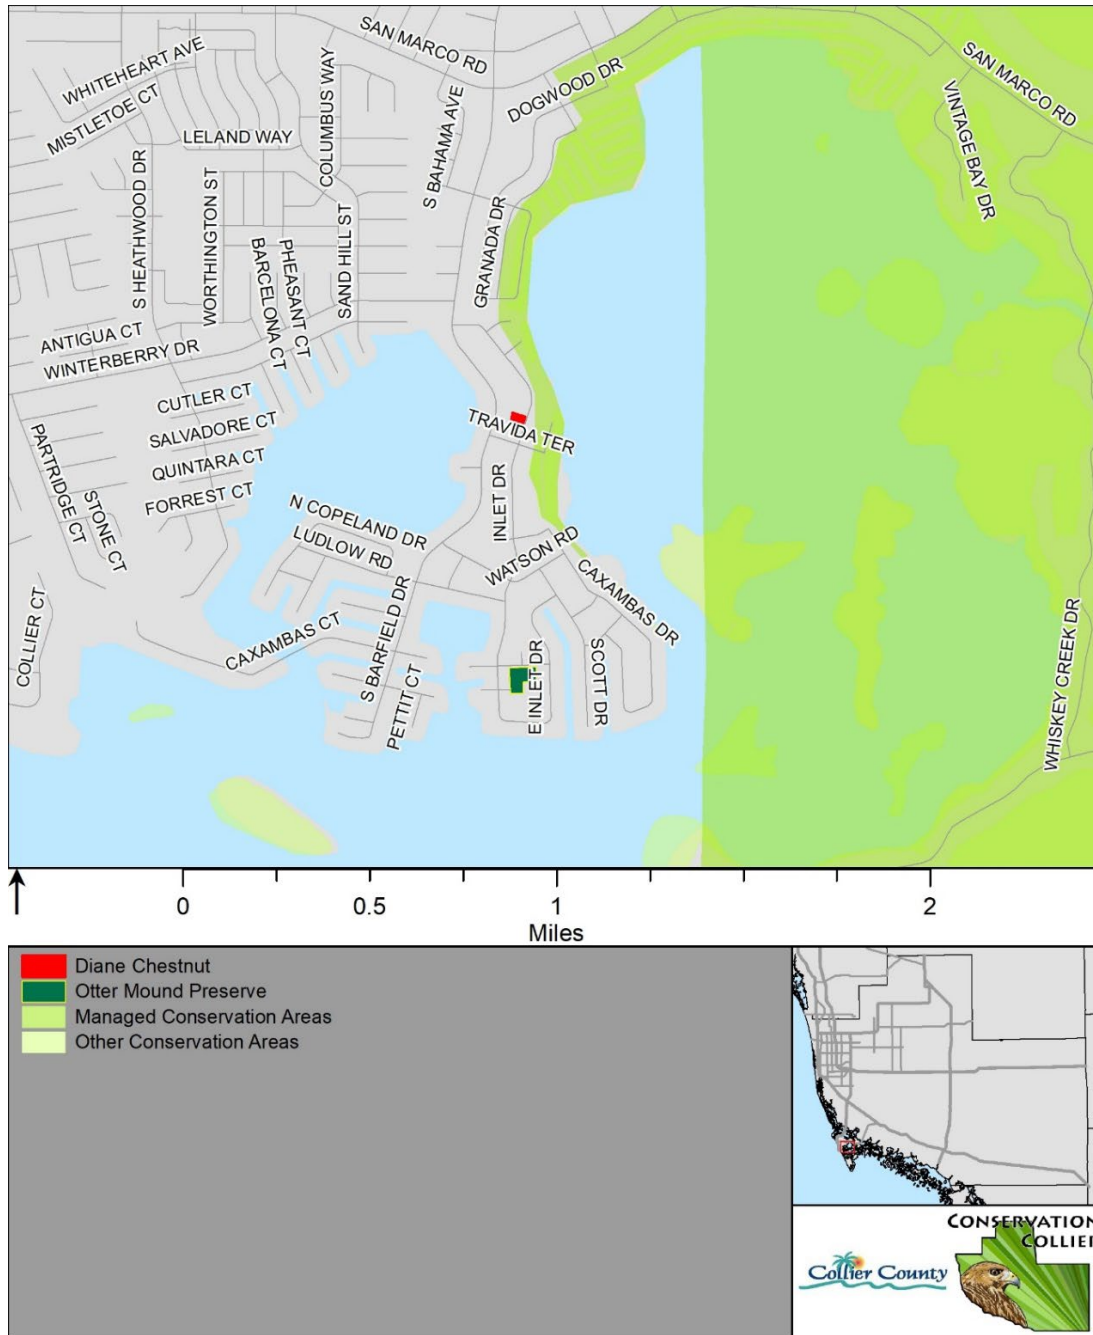 SAN MARCO RD
SAN MARCO RD
WHITEHEART AVE
MISTLETOE CT
COLUMBUS WAY
DOGWOOD DR
VINTAGE BAY DR
LELAND WAY
S BAHAMA AVE
S HEATHWOOD DR
WORTHINGTON ST
SAND HILL ST
GRANADA DR
PHEASANT CT
BARCELONA CT
ANTIGUA CT
WINTERBERRY DR
CUTLER CT
SALVADORE CT
TRAVIDA TER
PARTRIDGE CT
QUINTARA CT
STONE CT
FORREST CT
N COPELAND DR
INLET DR
LUDLOW RD
WATSON RD
CAXAMBAS DR
COLLIER CT
CAXAMBAS CT
S BARFIELD DR
PETTIT CT
E INLET DR
SCOTT DR
WHISKEY CREEK DR
0 0.5 1 2
Miles
Diane Chestnut
Otter Mound Preserve
Managed Conservation Areas
Other Conservation Areas
CONSERVATION
COLLIER
Collier County